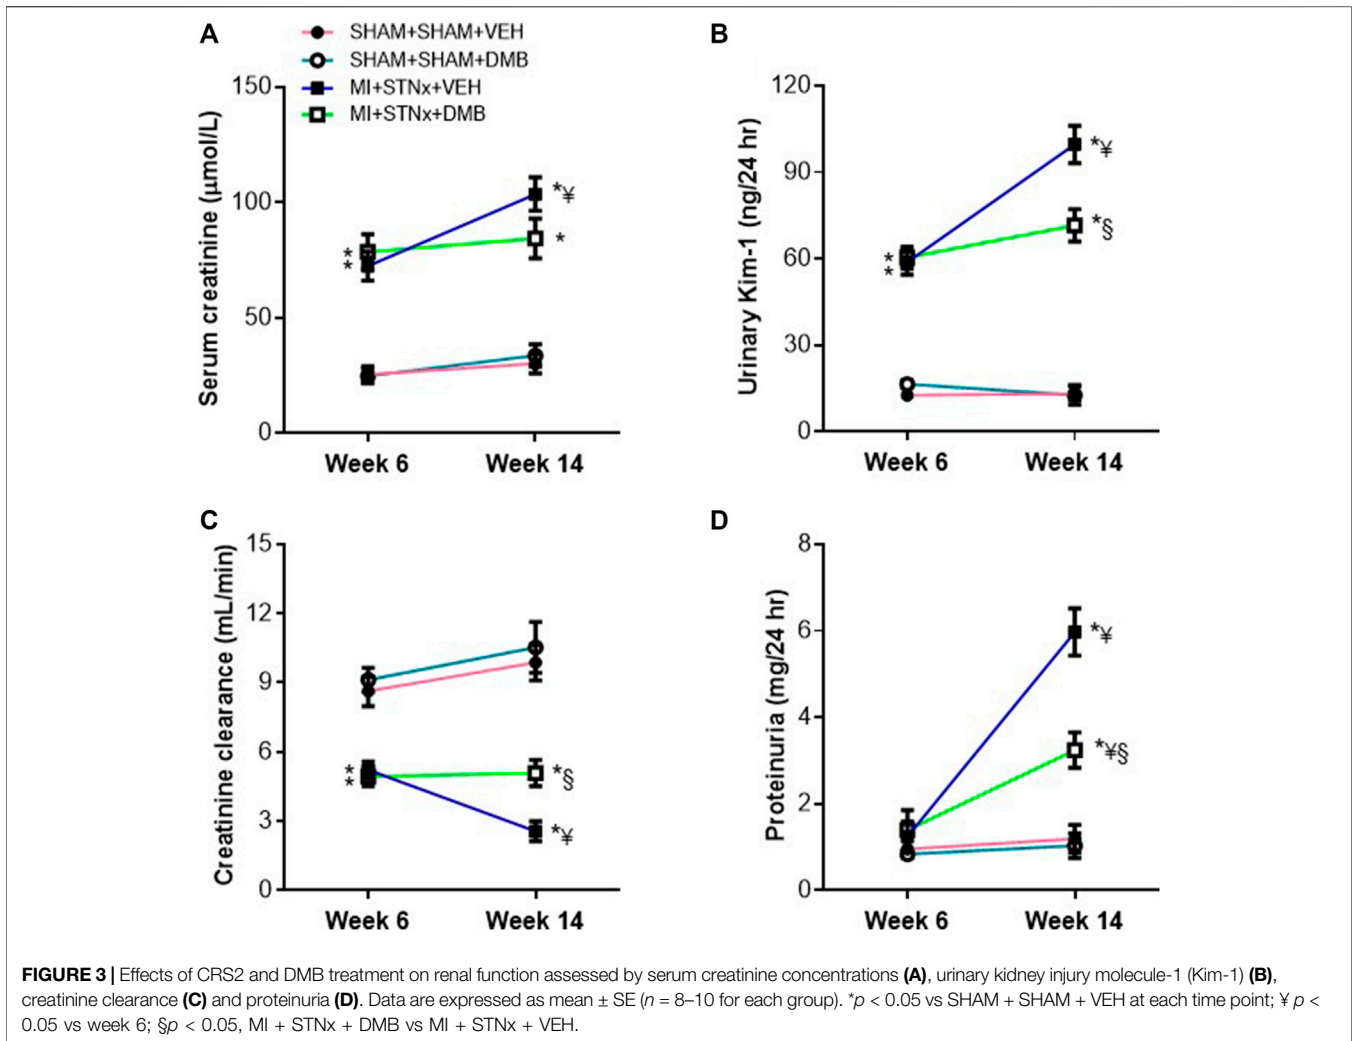 A
SHAM+SHAM+VEH
SHAM+SHAM+DMB
MI+STNx+VEH
MI+STNx+DMB
Serum creatinine (µmol/L)
150
100
50
0
*
*
*¥
*
Week 6
Week 14
B
Urinary Kim-1 (ng/24 hr)
120
90
60
30
0
*
*
*¥
*§
Week 6
Week 14
C
Creatinine clearance (mL/min)
15
12
9
6
3
0
*
*
*§
*¥
Week 6
Week 14
D
Proteinuria (mg/24 hr)
8
6
4
2
0
*¥
*¥§
Week 6
Week 14
FIGURE 3 | Effects of CRS2 and DMB treatment on renal function assessed by serum creatinine concentrations (A), urinary kidney injury molecule-1 (Kim-1) (B),
creatinine clearance (C) and proteinuria (D). Data are expressed as mean ± SE (n = 8–10 for each group). *p < 0.05 vs SHAM + SHAM + VEH at each time point; ¥ p <
0.05 vs week 6; §p < 0.05, MI + STNx + DMB vs MI + STNx + VEH.